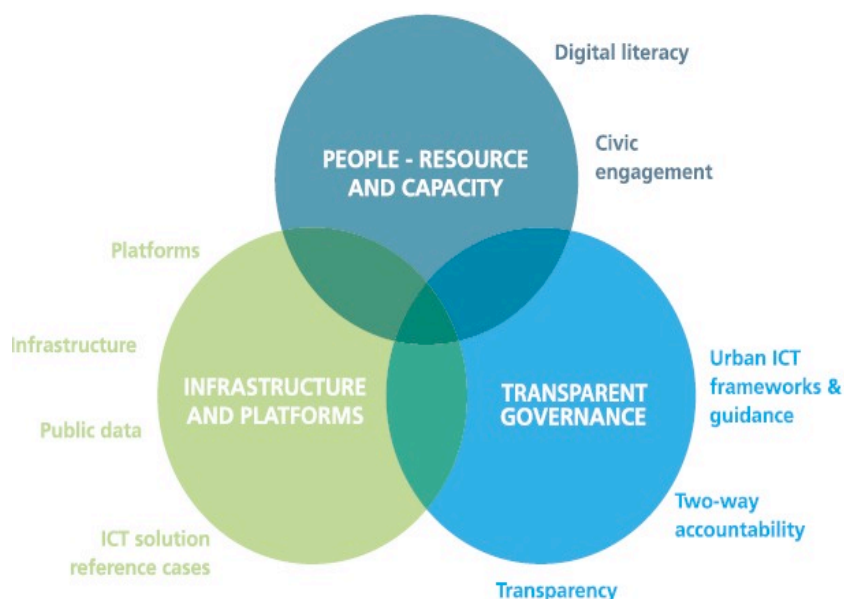 Digital literacy
Civic
engagement
PEOPLE - RESOURCE
AND CAPACITY
Platforms
Infrastructure
Public data
ICT solution
reference cases
INFRASTRUCTURE
AND PLATFORMS
TRANSPARENT
GOVERNANCE
Urban ICT
frameworks &
guidance
Two-way
accountability
Transparency